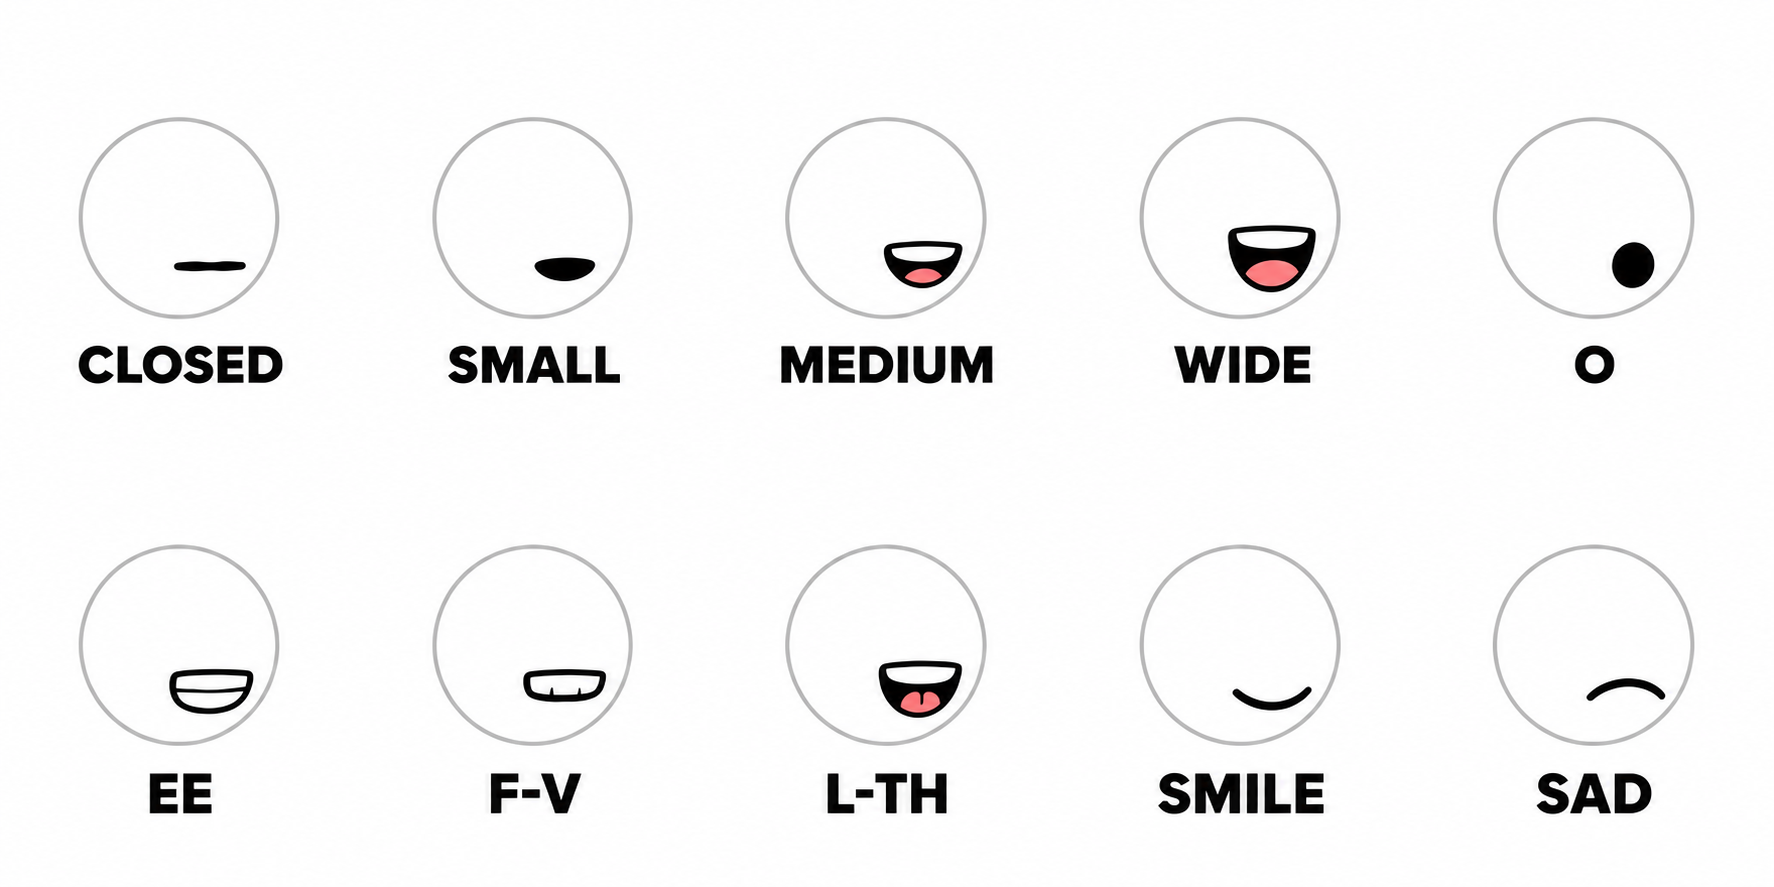 CLOSED
SMALL
MEDIUM
WIDE
O
EE
F-V
L-TH
SMILE
SAD